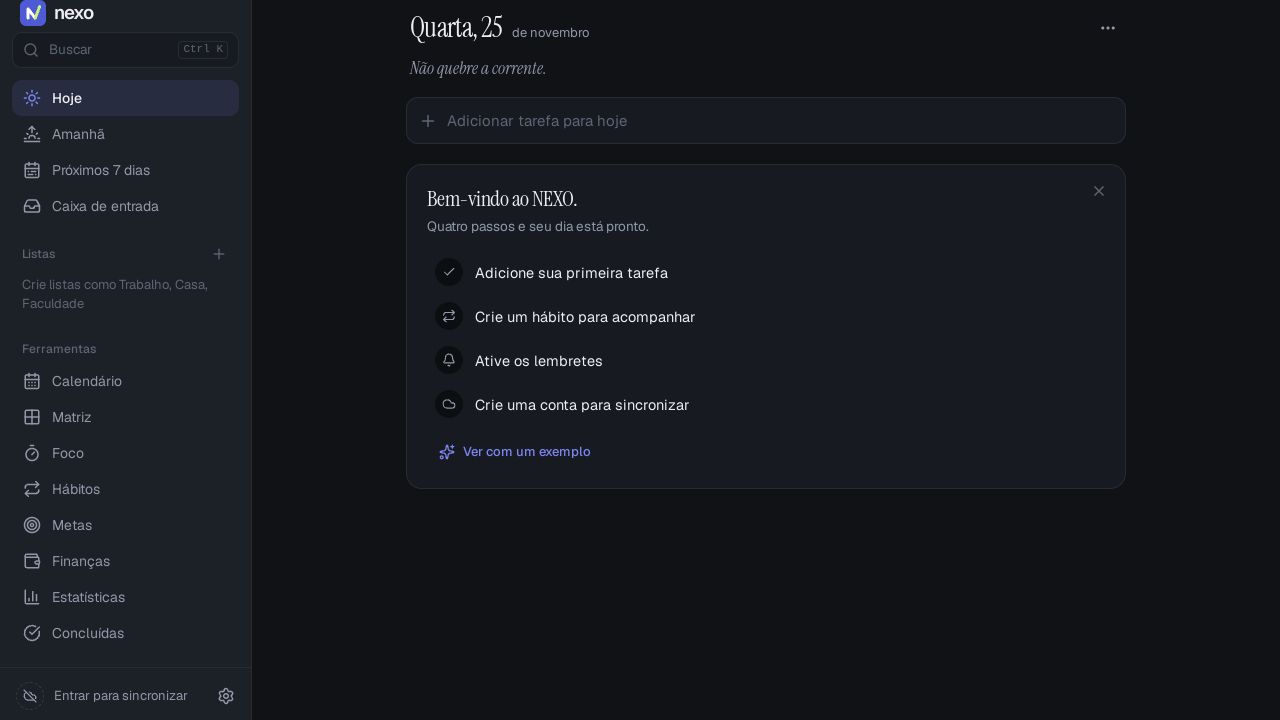 nexo
Buscar
Ctrl K
Hoje
Amanhã
Próximos 7 dias
Caixa de entrada
Listas
Crie listas como Trabalho, Casa,
Faculdade
Ferramentas
Calendário
Matriz
Foco
Hábitos
Metas
Finanças
Estatísticas
Concluídas
Entrar para sincronizar
Quarta, 25 de novembro
Não quebre a corrente.
Adicionar tarefa para hoje
Bem-vindo ao NEXO.
Quatro passos e seu dia está pronto.
Adicione sua primeira tarefa
Crie um hábito para acompanhar
Ative os lembretes
Crie uma conta para sincronizar
Ver com um exemplo